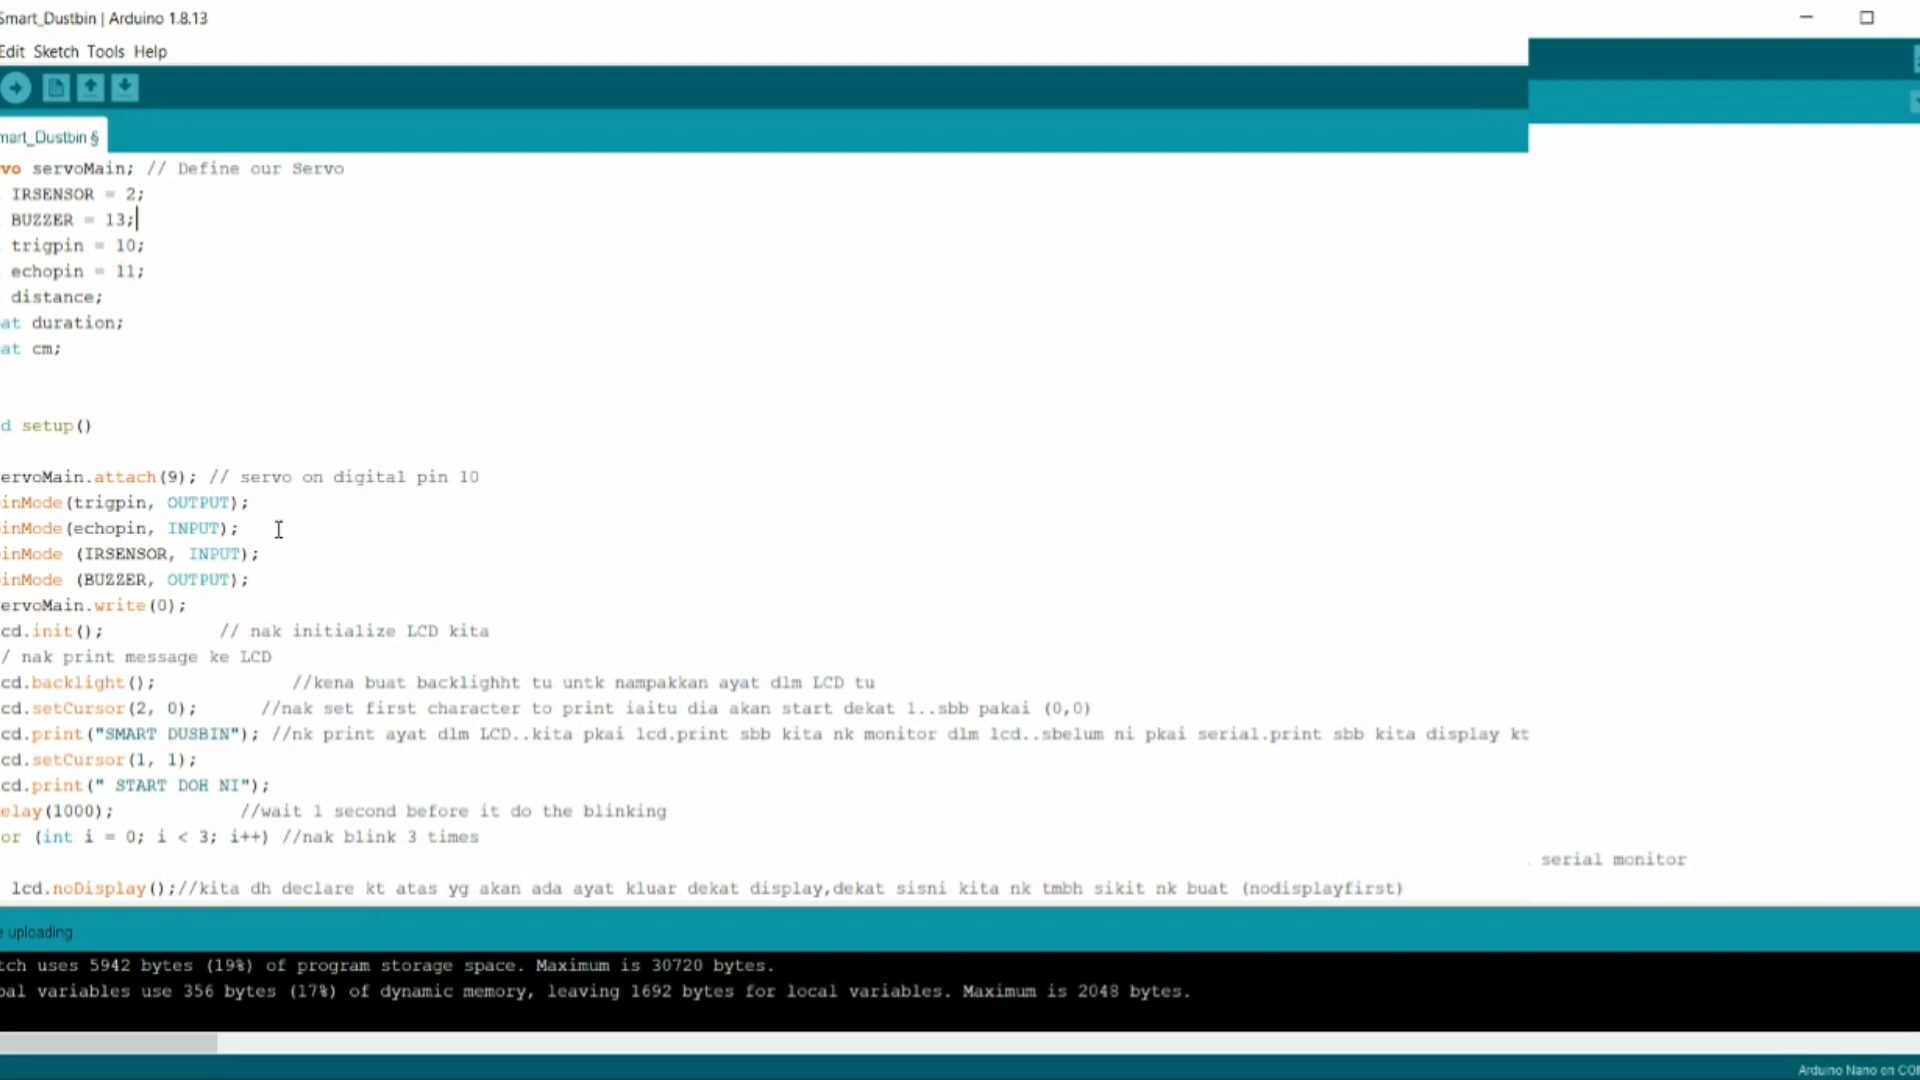 Smart_Dustbin | Arduino 1.8.13
Edit Sketch Tools Help
mart_Dustbin §
vo servoMain; // Define our Servo
IRSENSOR = 2;
BUZZER = 13;
trigpin = 10;
echopin = 11;
distance;
at duration;
at cm;
d setup()
ervoMain.attach(9); // servo on digital pin 10
inMode(trigpin, OUTPUT);
inMode(echopin, INPUT);
inMode (IRSENSOR, INPUT);
inMode (BUZZER, OUTPUT);
ervoMain.write(0);
cd.init(); // nak initialize LCD kita
/ nak print message ke LCD
cd.backlight(); //kena buat backlighht tu untk nampakkan ayat dlm LCD tu
cd.setCursor(2, 0); //nak set first character to print iaitu dia akan start dekat 1..sbb pakai (0,0)
cd.print("SMART DUSBIN"); //nk print ayat dlm LCD..kita pkai lcd.print sbb kita nk monitor dlm lcd..sbelum ni pkai serial.print sbb kita display kt
cd.setCursor(1, 1);
cd.print(" START DOH NI");
elay(1000); //wait 1 second before it do the blinking
or (int i = 0; i < 3; i++) //nak blink 3 times
. serial monitor
lcd.noDisplay();//kita dh declare kt atas yg akan ada ayat kluar dekat display,dekat sisni kita nk tmbh sikit nk buat (nodisplayfirst)
e uploading.
tch uses 5942 bytes (19%) of program storage space. Maximum is 30720 bytes.
bal variables use 356 bytes (17%) of dynamic memory, leaving 1692 bytes for local variables. Maximum is 2048 bytes.
Arduino Nano on COM